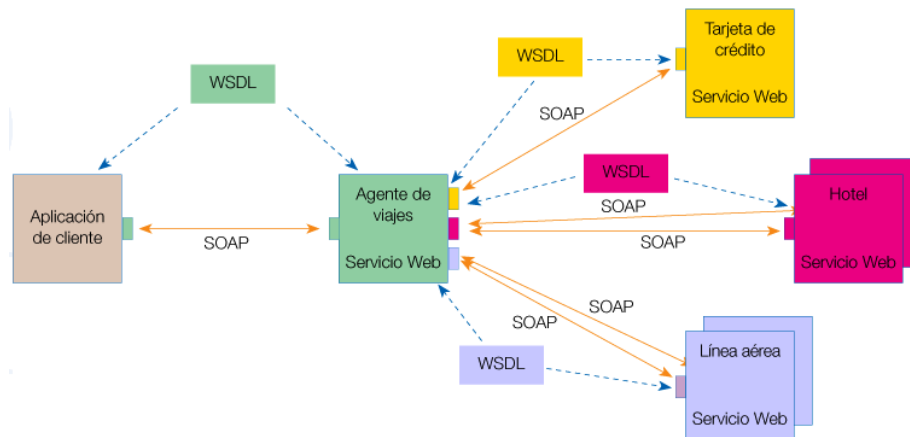 Tarjeta de
crédito
Servicio Web
WSDL
WSDL
SOAP
WSDL
Aplicación
de cliente
SOAP
Agente de
viajes
Servicio Web
SOAP
SOAP
Hotel
Servicio Web
SOAP
SOAP
WSDL
Línea aérea
Servicio Web